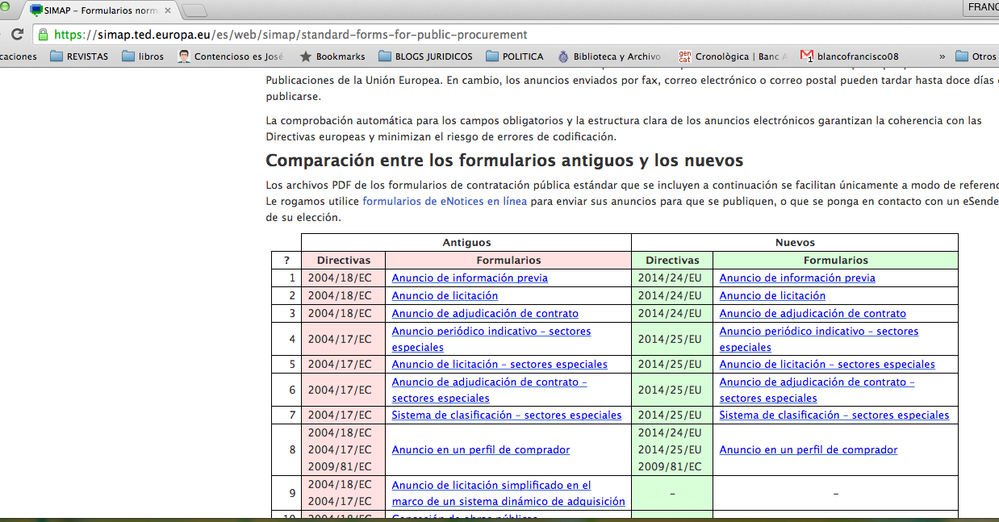 SIMAP – Formularios norma
FRANC
https://simap.ted.europa.eu/es/web/simap/standard-forms-for-public-procurement
caciones REVISTAS libros Contencioso es José Bookmarks BLOGS JURIDICOS POLITICA Biblioteca y Archivo gen cat Cronològica | Banc A 1 blancofrancisco08 » Otros
Publicaciones de la Unión Europea. En cambio, los anuncios enviados por fax, correo electrónico o correo postal pueden tardar hasta doce días
publicarse.
La comprobación automática para los campos obligatorios y la estructura clara de los anuncios electrónicos garantizan la coherencia con las
Directivas europeas y minimizan el riesgo de errores de codificación.
Comparación entre los formularios antiguos y los nuevos
Los archivos PDF de los formularios de contratación pública estándar que se incluyen a continuación se facilitan únicamente a modo de referenc
Le rogamos utilice formularios de eNotices en línea para enviar sus anuncios para que se publiquen, o que se ponga en contacto con un eSende
de su elección.
Antiguos Nuevos
? Directivas Formularios Directivas Formularios
1 2004/18/EC Anuncio de información previa 2014/24/EU Anuncio de información previa
2 2004/18/EC Anuncio de licitación 2014/24/EU Anuncio de licitación
3 2004/18/EC Anuncio de adjudicación de contrato 2014/24/EU Anuncio de adjudicación de contrato
4 2004/17/EC Anuncio periódico indicativo – sectores
especiales 2014/25/EU Anuncio periódico indicativo – sectores
especiales
5 2004/17/EC Anuncio de licitación – sectores especiales 2014/25/EU Anuncio de licitación – sectores especiales
6 2004/17/EC Anuncio de adjudicación de contrato –
sectores especiales 2014/25/EU Anuncio de adjudicación de contrato –
sectores especiales
7 2004/17/EC Sistema de clasificación – sectores especiales 2014/25/EU Sistema de clasificación – sectores especiales
8 2004/18/EC
2004/17/EC
2009/81/EC Anuncio en un perfil de comprador 2014/24/EU
2014/25/EU
2009/81/EC Anuncio en un perfil de comprador
9 2004/18/EC
2004/17/EC Anuncio de licitación simplificado en el
marco de un sistema dinámico de adquisición – –
10 2004/18/EC Concesión de obras públicas